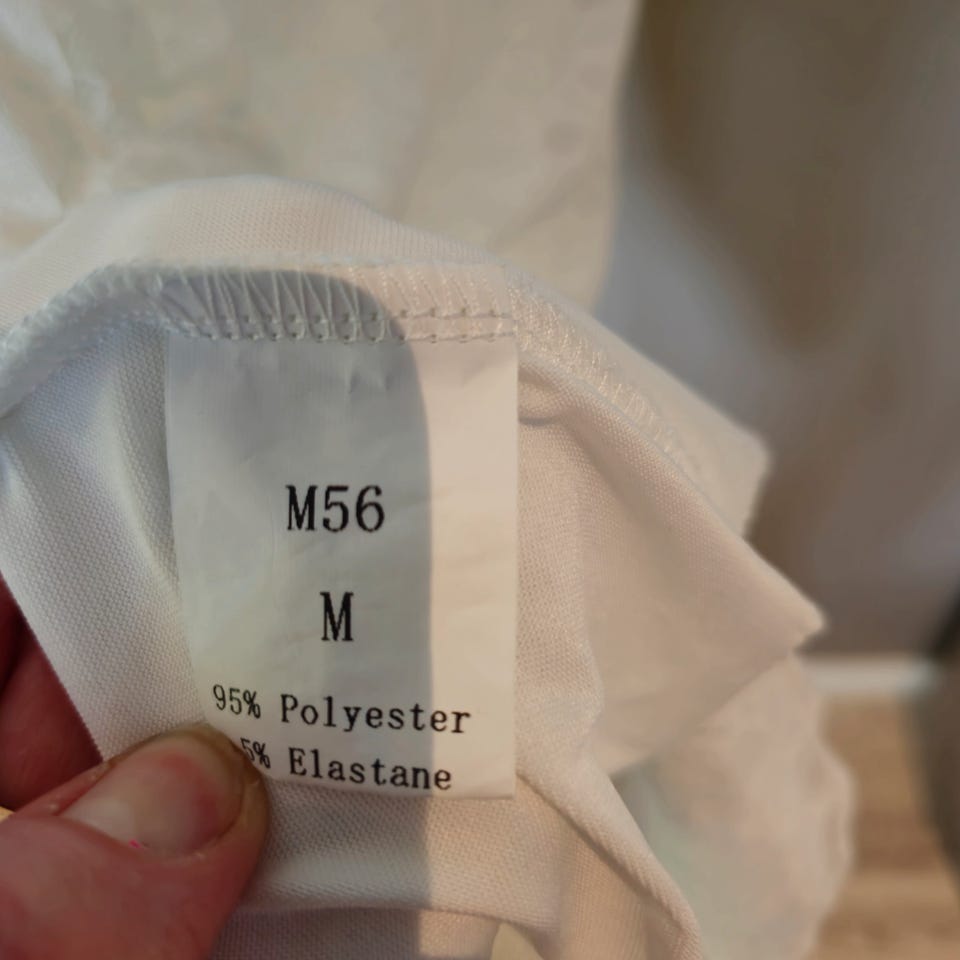 M56
M
95% Polyester
5% Elastane